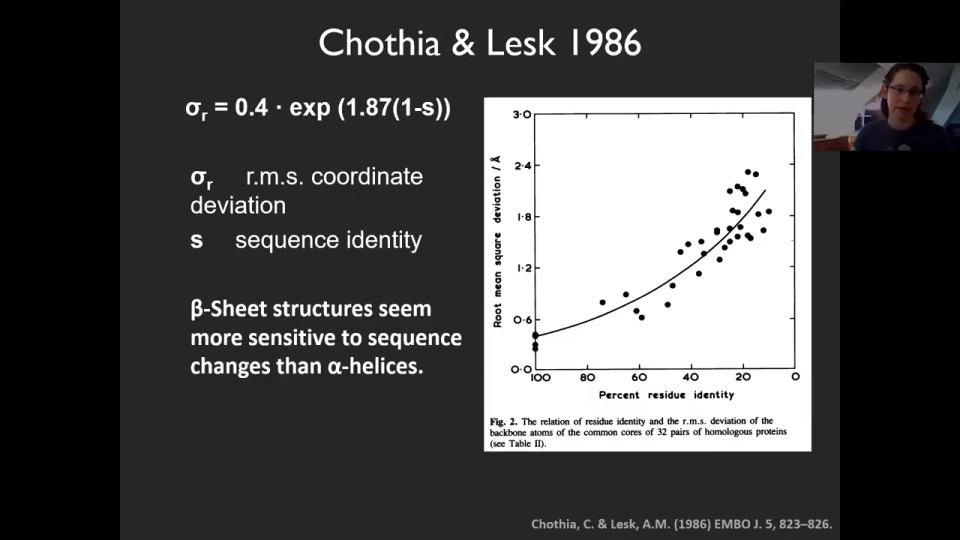 Chothia & Lesk 1986
σr = 0.4 · exp (1.87(1-s))
σr r.m.s. coordinate
deviation
s sequence identity
β-Sheet structures seem
more sensitive to sequence
changes than α-helices.
Root mean square deviation / Å
3·0
2·4
1·8
1·2
0·6
0·0
100 80 60 40 20 0
Percent residue identity
Fig. 2. The relation of residue identity and the r.m.s. deviation of the
backbone atoms of the common cores of 32 pairs of homologous proteins
(see Table II).
Chothia, C. & Lesk, A.M. (1986) EMBO J. 5, 823–826.